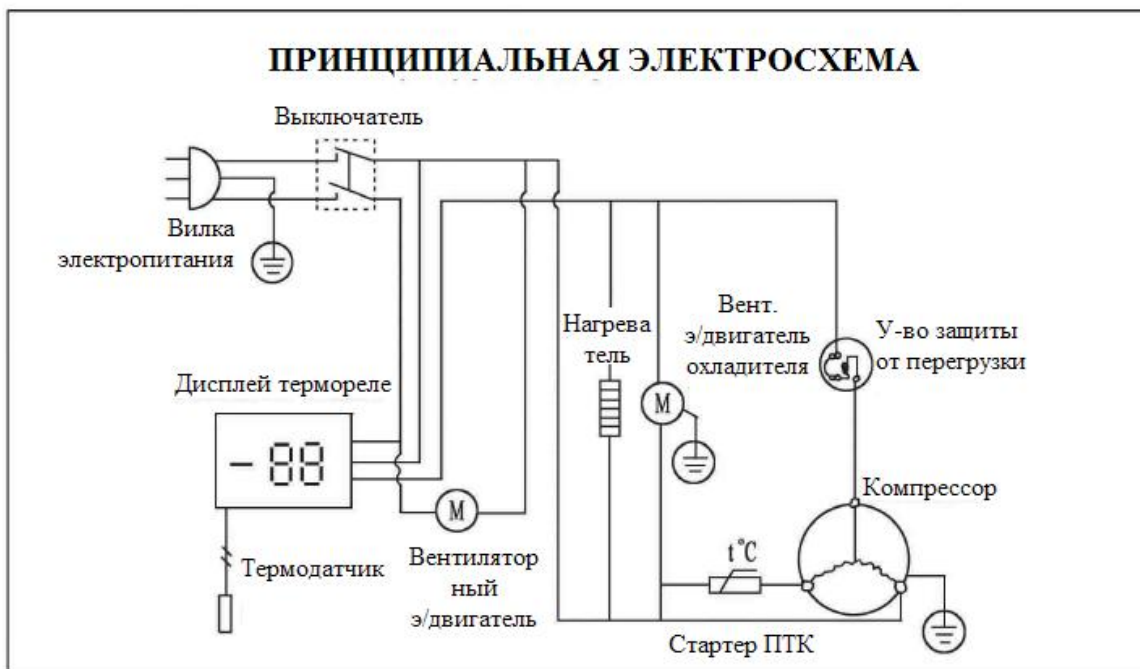 ПРИНЦИПИАЛЬНАЯ ЭЛЕКТРОСХЕМА
Выключатель
Вилка
электропитания
Вент.
э/двигатель
охладителя
Нагрева
тель
У-во защиты
от перегрузки
Дисплей термореле
-88
М
М
Компрессор
Термодатчик
Вентилятор
ный
э/двигатель
t°C
Стартер ПТК